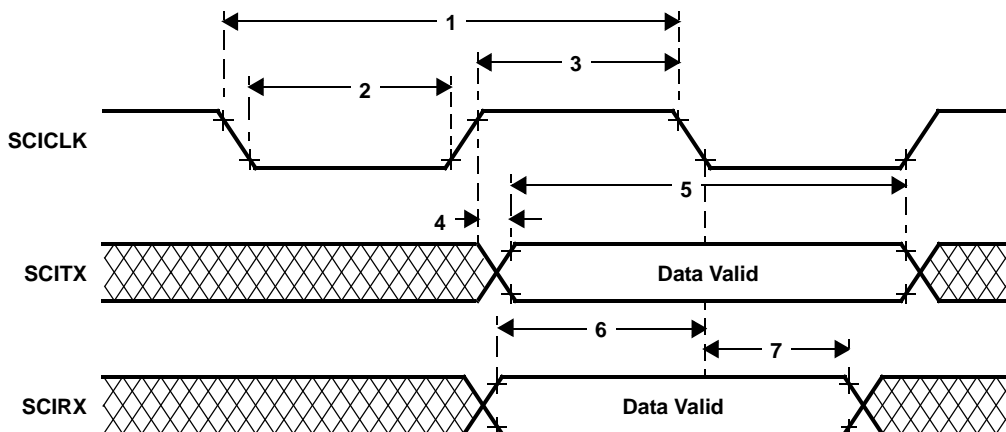 1
3
2
SCICLK
5
4
SCITX
Data Valid
6
7
SCIRX
Data Valid